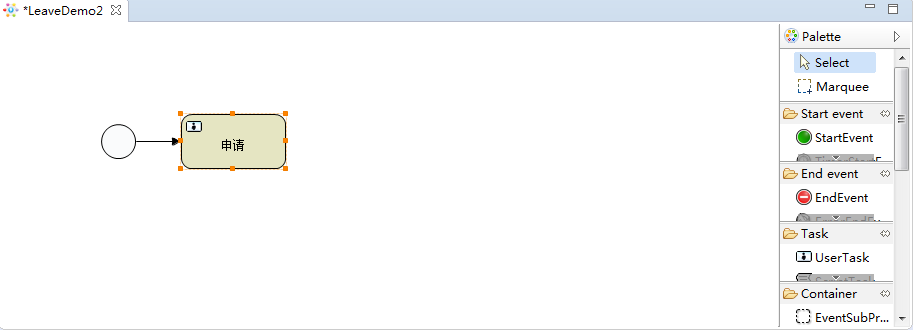 *LeaveDemo2
Palette
Select
Marquee
Start event
StartEvent
End event
EndEvent
Task
UserTask
Container
EventSubPr...
申请